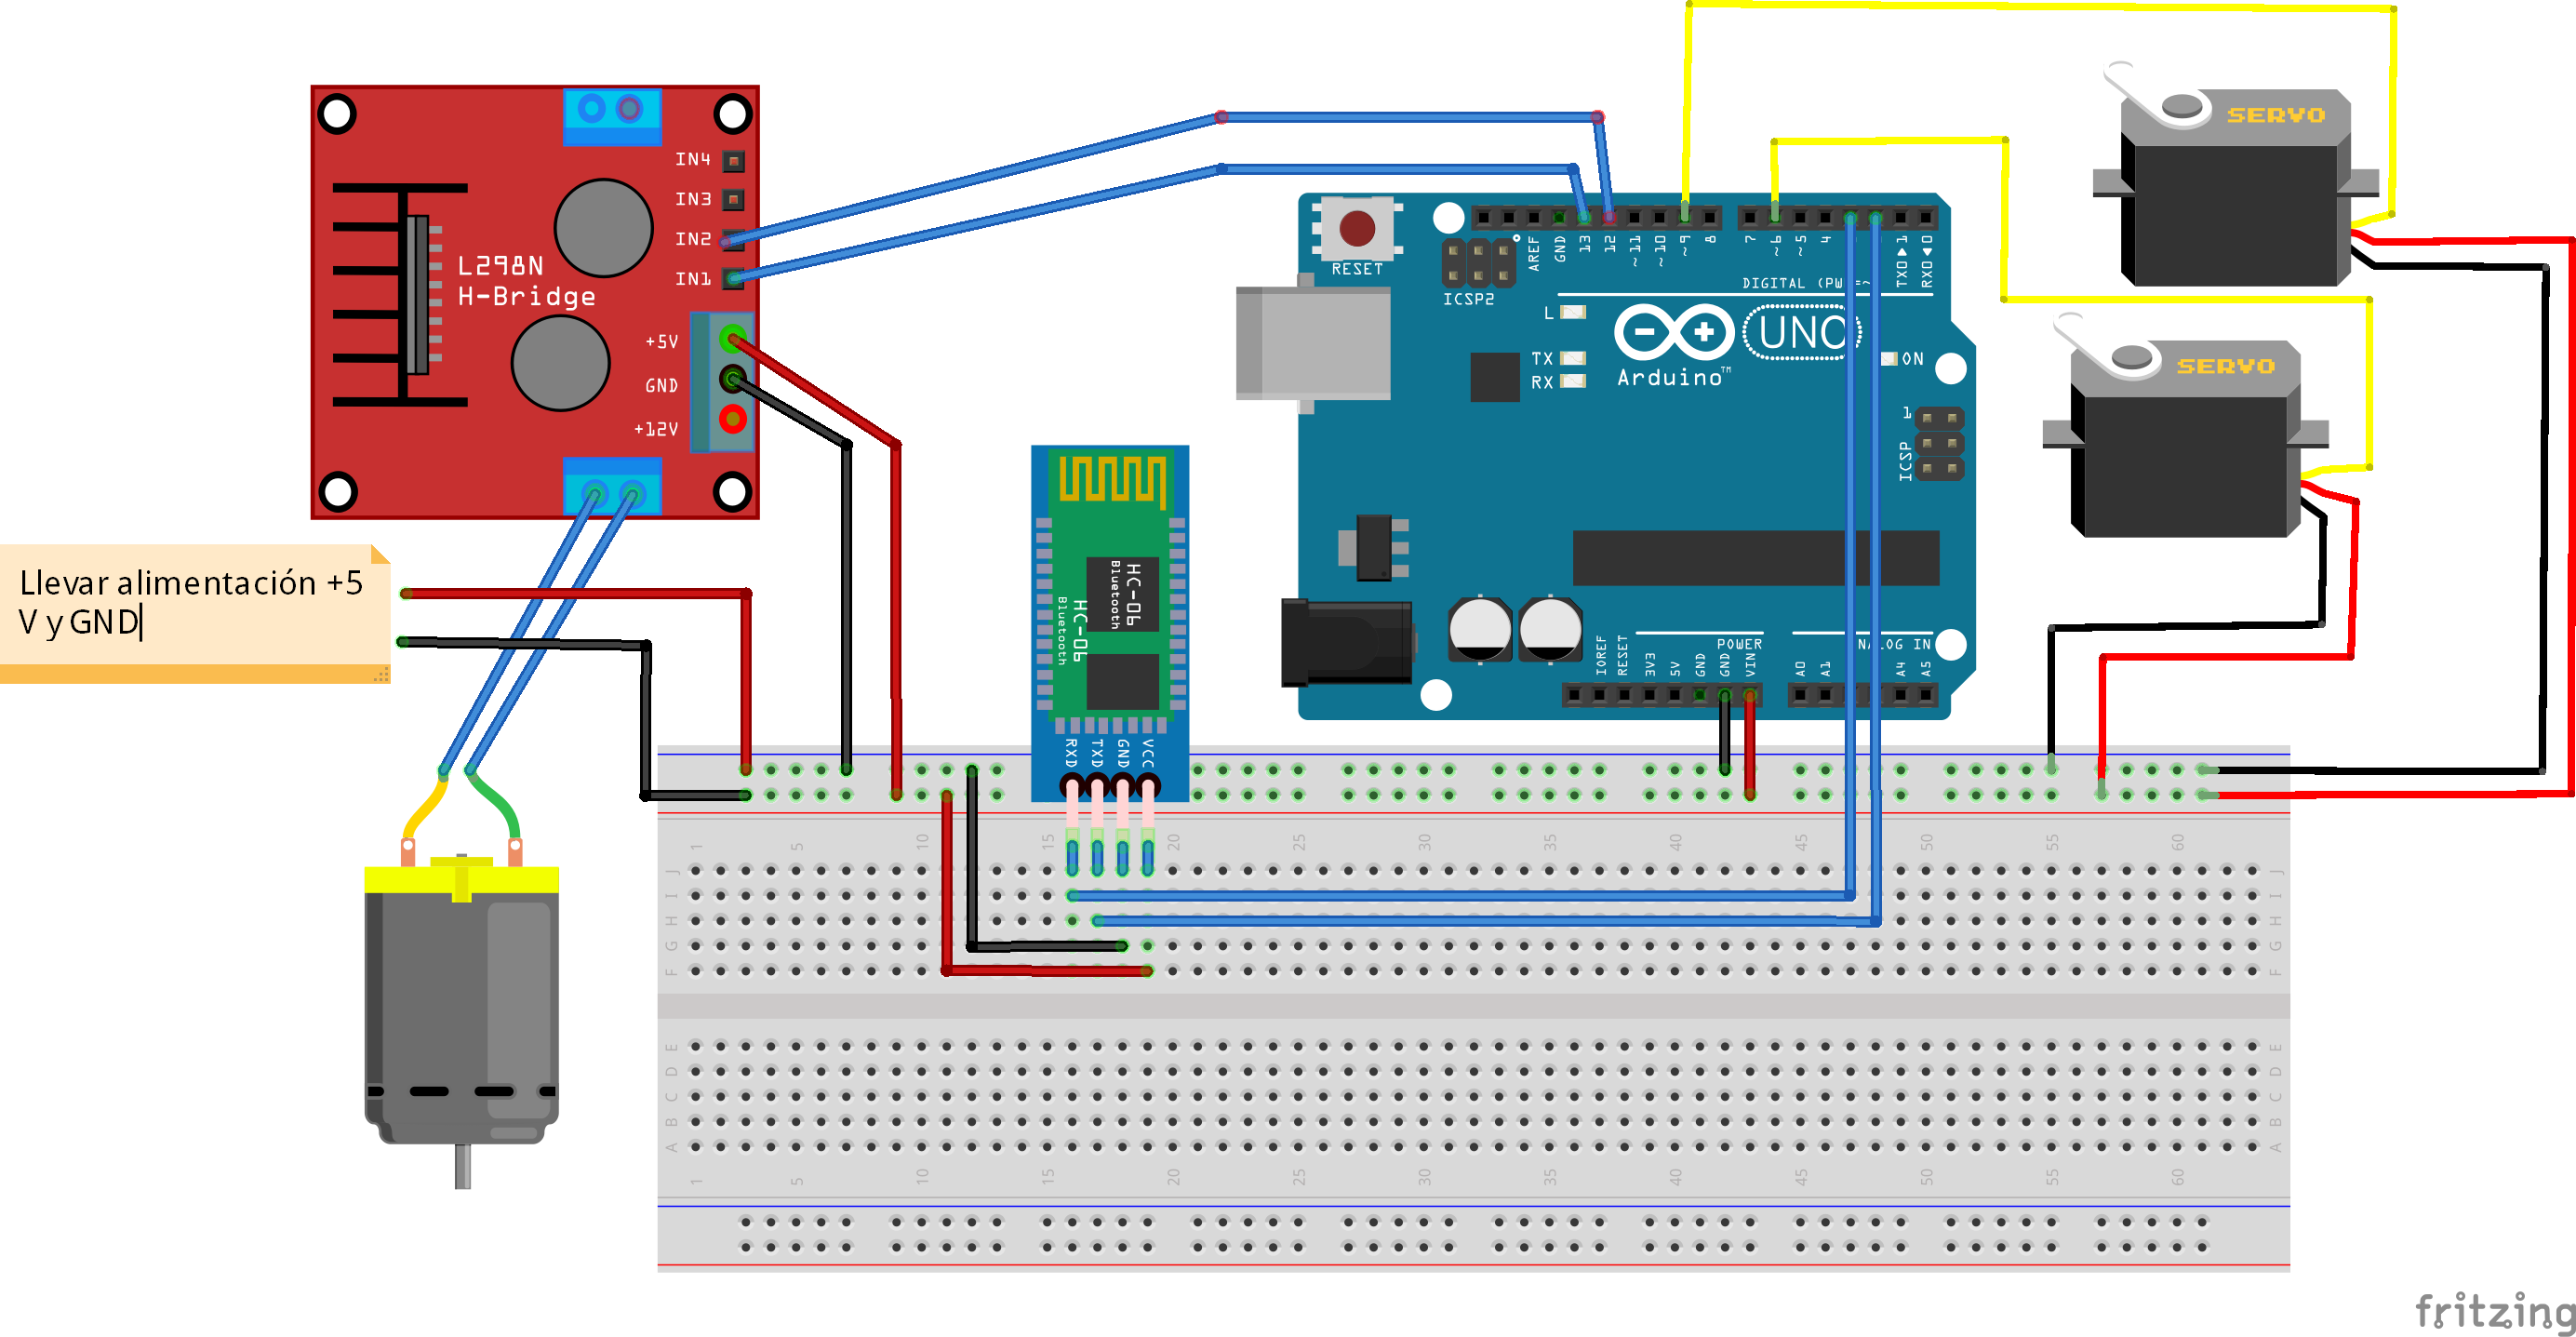 SERVO
IN4
IN3
IN2
IN1
L298N
H-Bridge
+5V
GND
+12V
RESET
ICSP2
AREF
GND
13
12
~11
~10
~9
8
7
~6
~5
4
TX0 1
RX0 0
DIGITAL (PW
L
TX
RX
UNO
Arduino™
ON
1
ICSP
SERVO
HC-06
Bluetooth
HC-06
Bluetooth
RXD
TXD
GND
VCC
Llevar alimentación +5
V y GND
IOREF
RESET
3V3
5V
GND
GND
VIN
POWER
A0
A1
A4
A5
1 5 10 15 20 25 30 35 40 45 50 55 60
J J
I I
H H
G G
F F
E E
D D
C C
B B
A A
1 5 10 15 20 25 30 35 40 45 50 55 60
fritzing